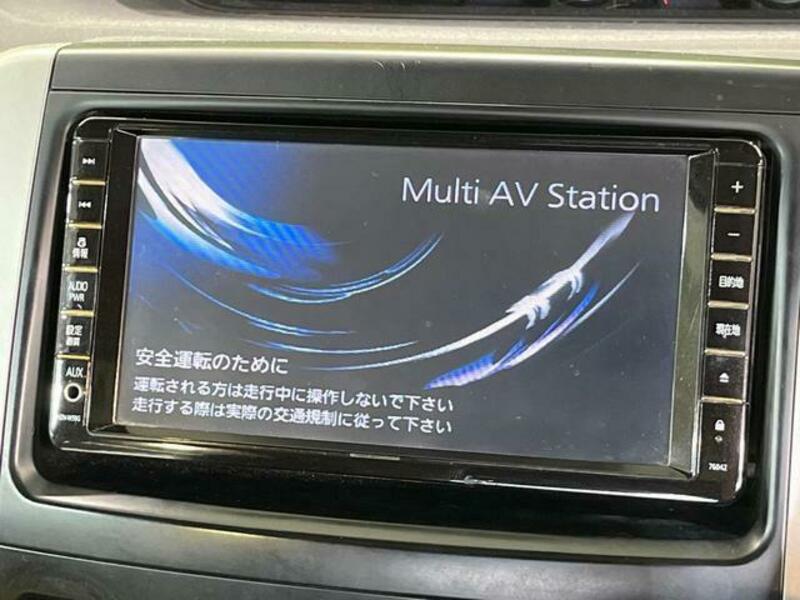 Multi AV Station
安全運転のために
運転される方は走行中に操作しないで下さい
走行する際は実際の交通規制に従って下さい
情報
AUDIO
PWR
設定
画質
AUX
+
−
目的地
現在地
76042